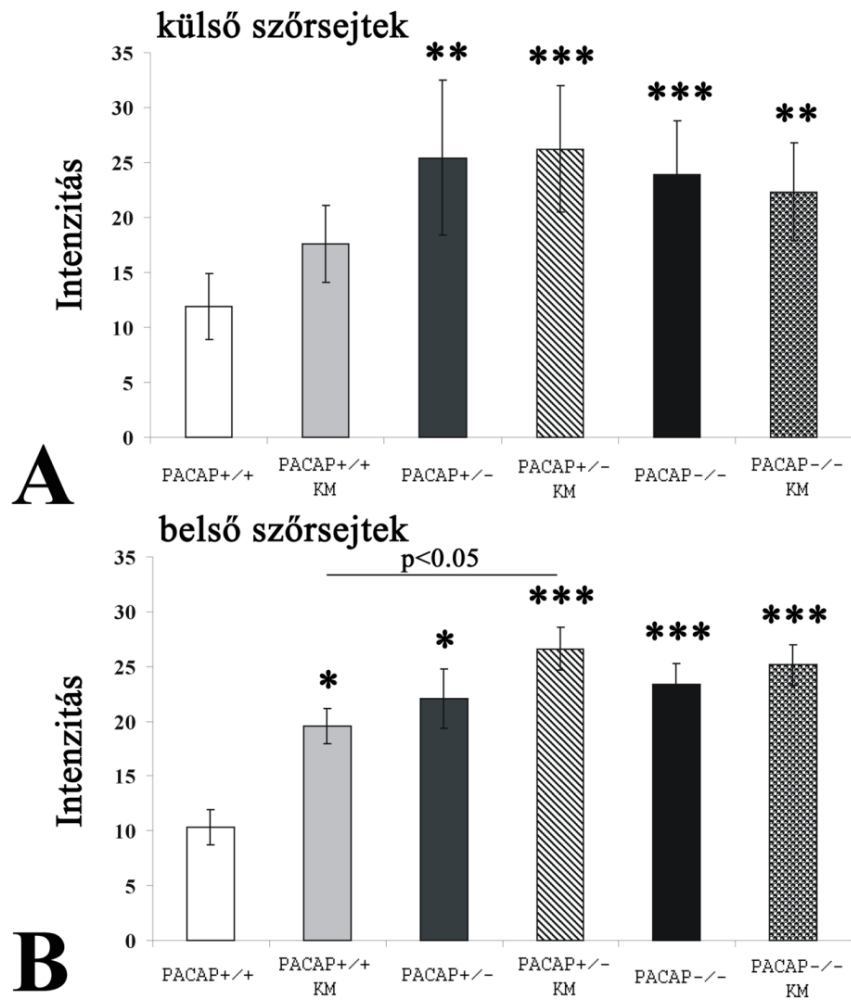 külső szőrsejtek
35
** *** *** **
30
25
20
15
10
5
0
Intenzitás
PACAP+/+ PACAP+/+ KM PACAP+/- PACAP+/- KM PACAP-/- PACAP-/- KM
A
belső szőrsejtek
p<0.05
35
* * *** *** ***
30
25
20
15
10
5
0
Intenzitás
PACAP+/+ PACAP+/+ KM PACAP+/- PACAP+/- KM PACAP-/- PACAP-/- KM
B